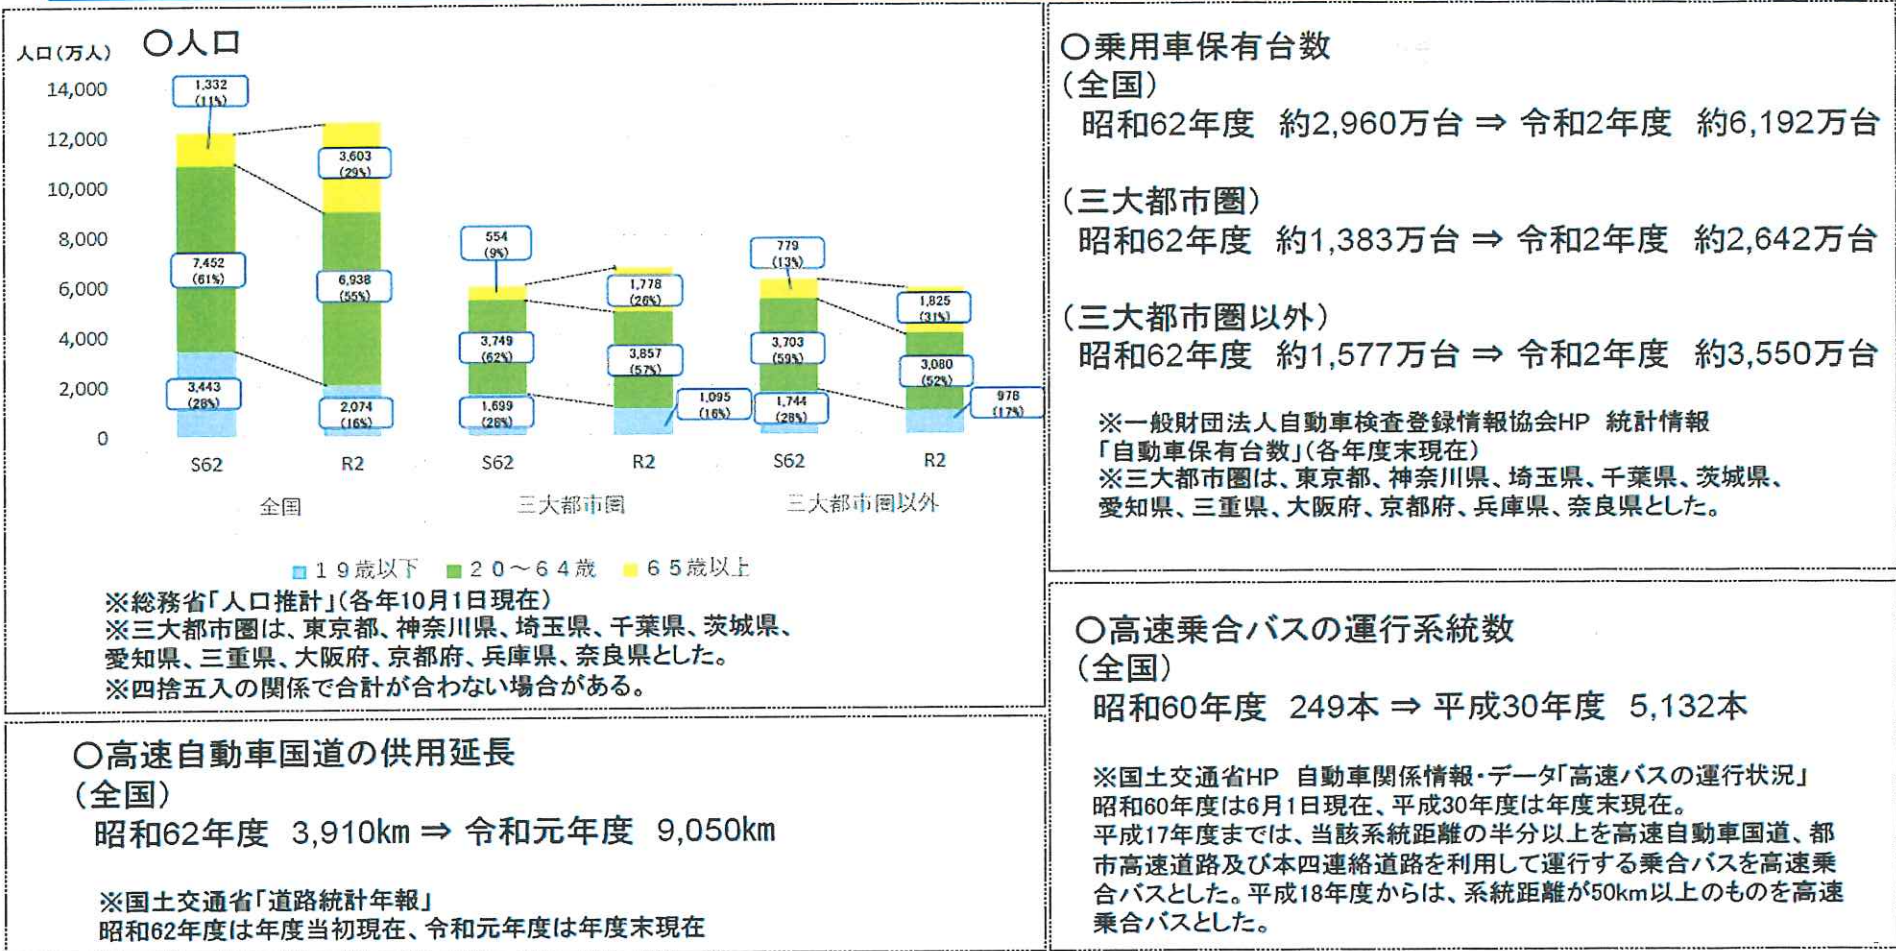 〇人口
人口(万人)
14,000
12,000
10,000
8,000
6,000
4,000
2,000
0
1,332
(11%)
7,452
(61%)
3,443
(28%)
3,603
(29%)
6,938
(55%)
2,074
(16%)
554
(9%)
3,749
(62%)
1,699
(28%)
1,778
(26%)
3,857
(57%)
1,095
(16%)
779
(13%)
3,703
(59%)
1,744
(28%)
1,825
(31%)
3,080
(52%)
978
(17%)
S62 R2 S62 R2 S62 R2
全国 三大都市圏 三大都市圏以外
19歳以下 20~64歳 65歳以上
※総務省「人口推計」(各年10月1日現在)
※三大都市圏は、東京都、神奈川県、埼玉県、千葉県、茨城県、
愛知県、三重県、大阪府、京都府、兵庫県、奈良県とした。
※四捨五入の関係で合計が合わない場合がある。
〇高速自動車国道の供用延長
(全国)
昭和62年度 3,910km ⇒ 令和元年度 9,050km
※国土交通省「道路統計年報」
昭和62年度は年度当初現在、令和元年度は年度末現在
〇乗用車保有台数
(全国)
昭和62年度 約2,960万台 ⇒ 令和2年度 約6,192万台
(三大都市圏)
昭和62年度 約1,383万台 ⇒ 令和2年度 約2,642万台
(三大都市圏以外)
昭和62年度 約1,577万台 ⇒ 令和2年度 約3,550万台
※一般財団法人自動車検査登録情報協会HP 統計情報
「自動車保有台数」(各年度末現在)
※三大都市圏は、東京都、神奈川県、埼玉県、千葉県、茨城県、
愛知県、三重県、大阪府、京都府、兵庫県、奈良県とした。
〇高速乗合バスの運行系統数
(全国)
昭和60年度 249本 ⇒ 平成30年度 5,132本
※国土交通省HP 自動車関係情報・データ「高速バスの運行状況」
昭和60年度は6月1日現在、平成30年度は年度末現在。
平成17年度までは、当該系統距離の半分以上を高速自動車国道、都
市高速道路及び本四連絡道路を利用して運行する乗合バスを高速乗
合バスとした。平成18年度からは、系統距離が50km以上のものを高速
乗合バスとした。